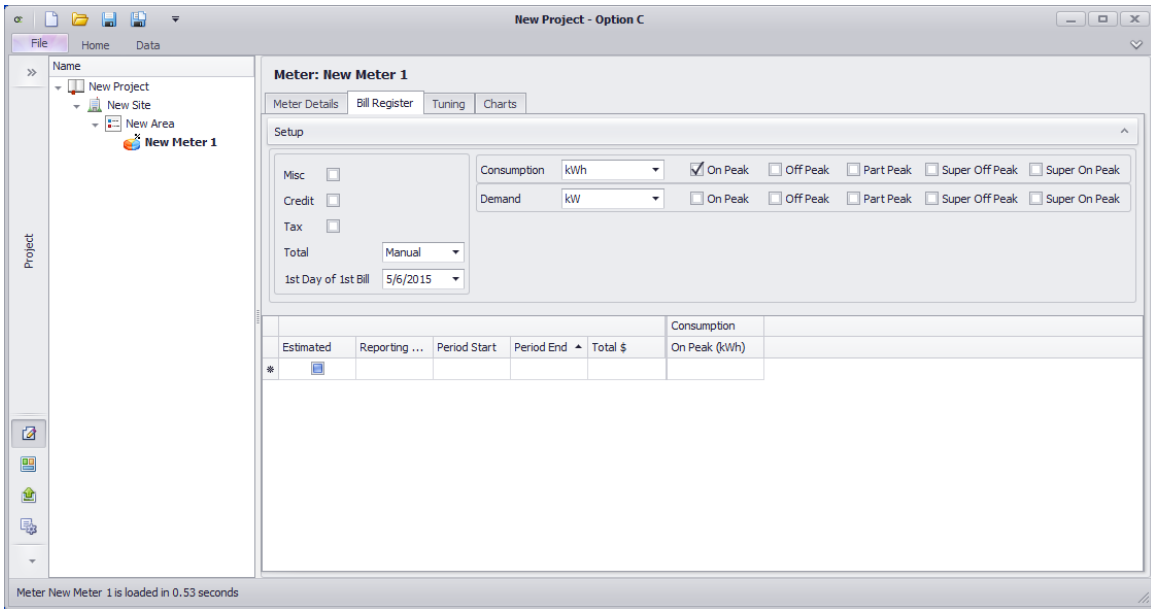 New Project - Option C
File Home Data
Name
New Project
New Site
New Area
New Meter 1
Project
Meter: New Meter 1
Meter Details Bill Register Tuning Charts
Setup
Misc
Credit
Tax
Total Manual
1st Day of 1st Bill 5/6/2015
Consumption kWh On Peak Off Peak Part Peak Super Off Peak Super On Peak
Demand kW On Peak Off Peak Part Peak Super Off Peak Super On Peak
Consumption
Estimated Reporting ... Period Start Period End Total $ On Peak (kWh)
Meter New Meter 1 is loaded in 0.53 seconds